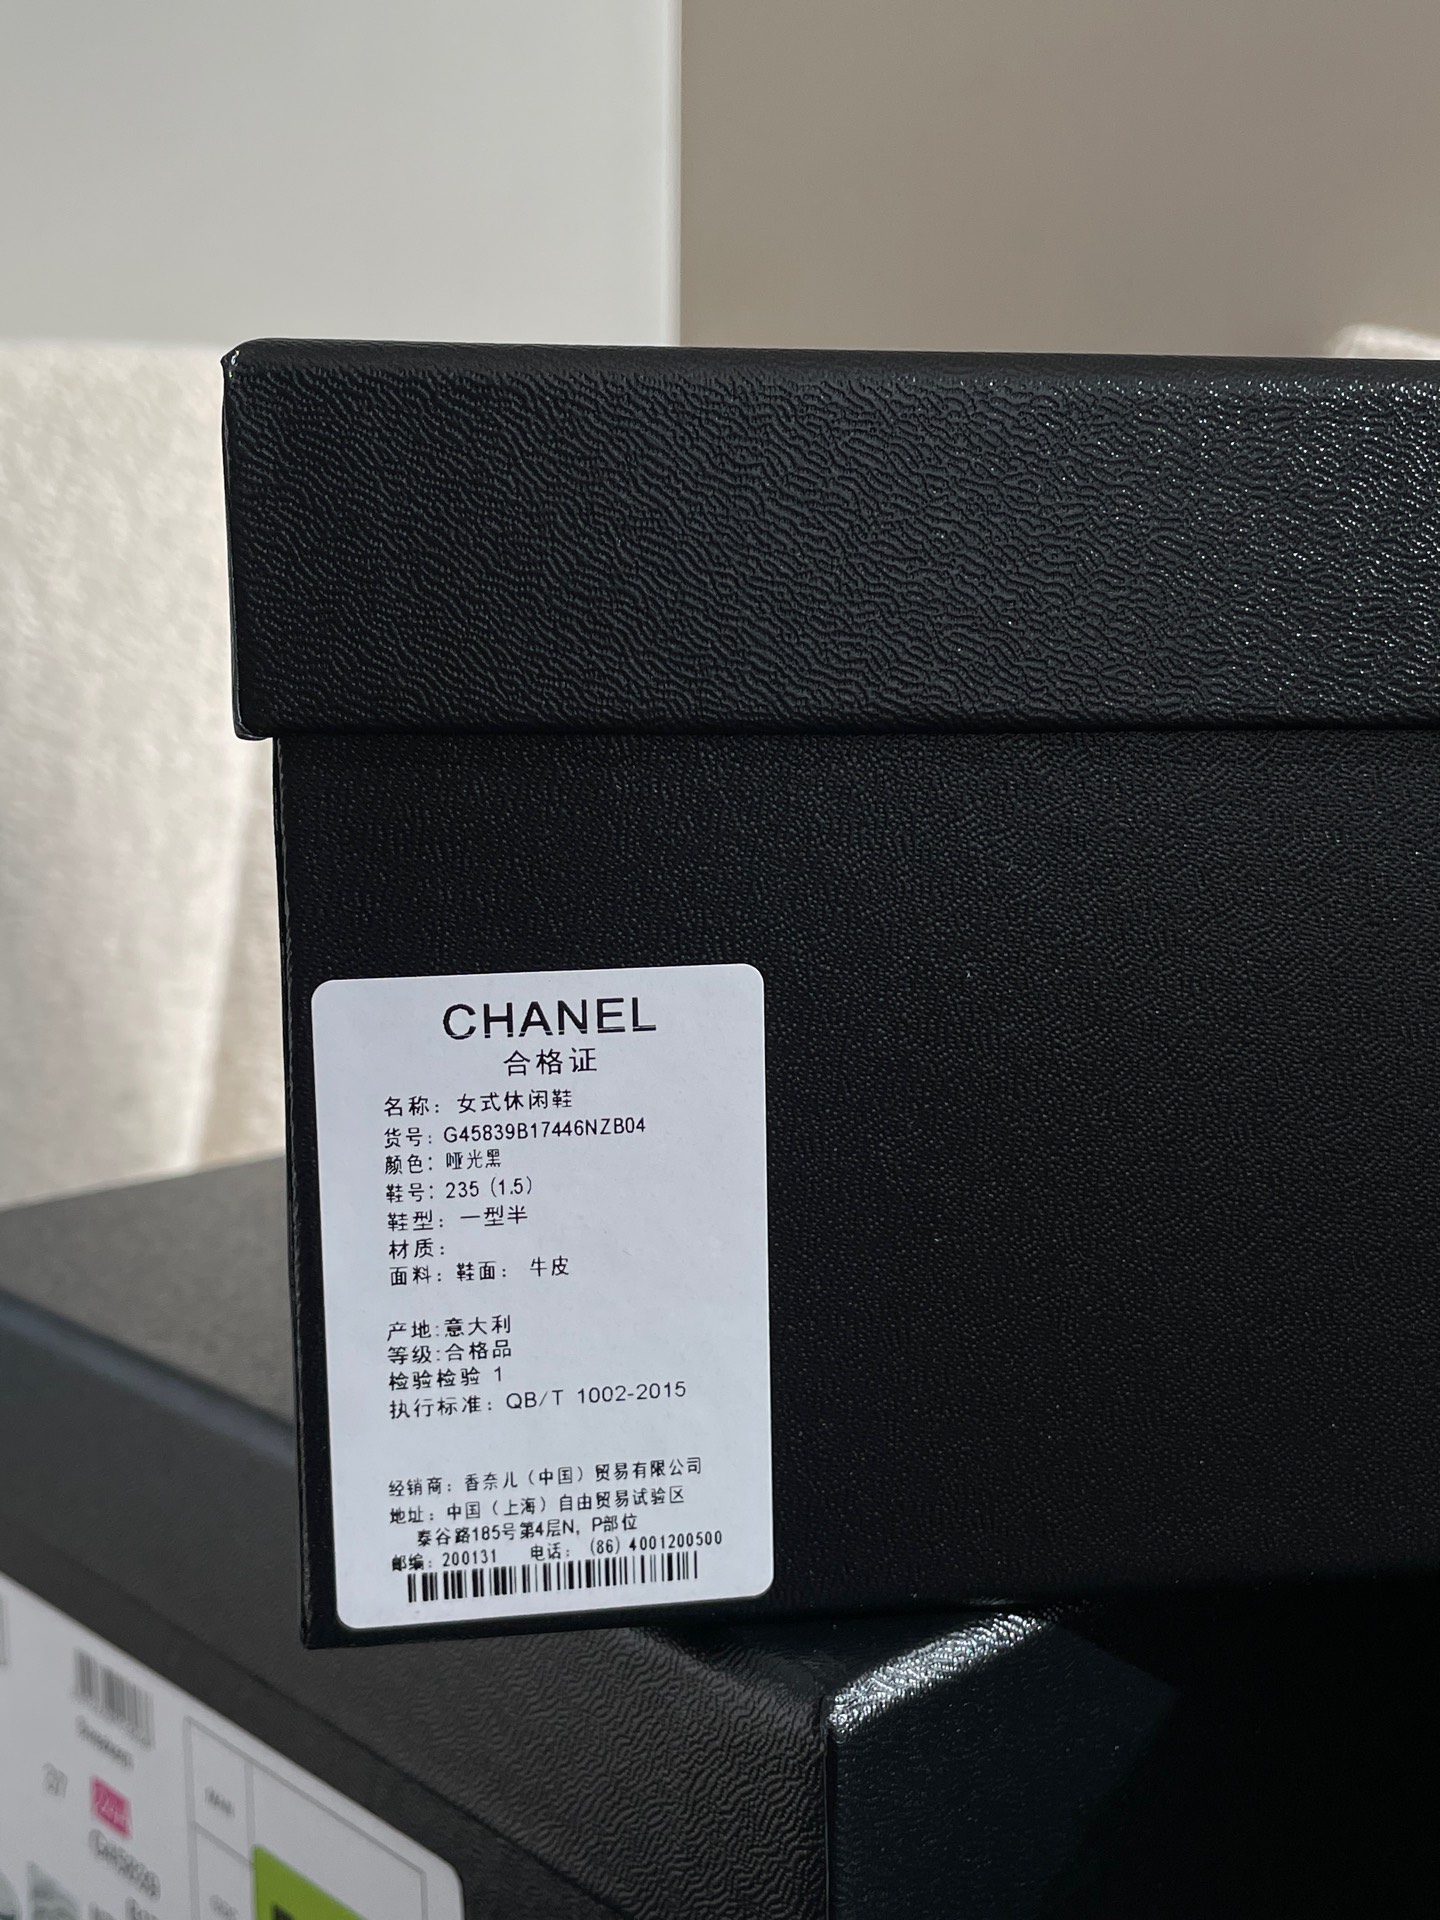 CHANEL
合格证
名称：女式休闲鞋
货号：G45839B17446NZB04
颜色：哑光黑
鞋号：235（1.5）
鞋型：一型半
材质：
面料：鞋面： 牛皮
产地:意大利
等级:合格品
检验检验 1
执行标准：QB/T 1002-2015
经销商：香奈儿（中国）贸易有限公司
地址：中国（上海）自由贸易试验区
泰谷路185号第4层N，P部位
邮编：200131 电话：（86）4001200500